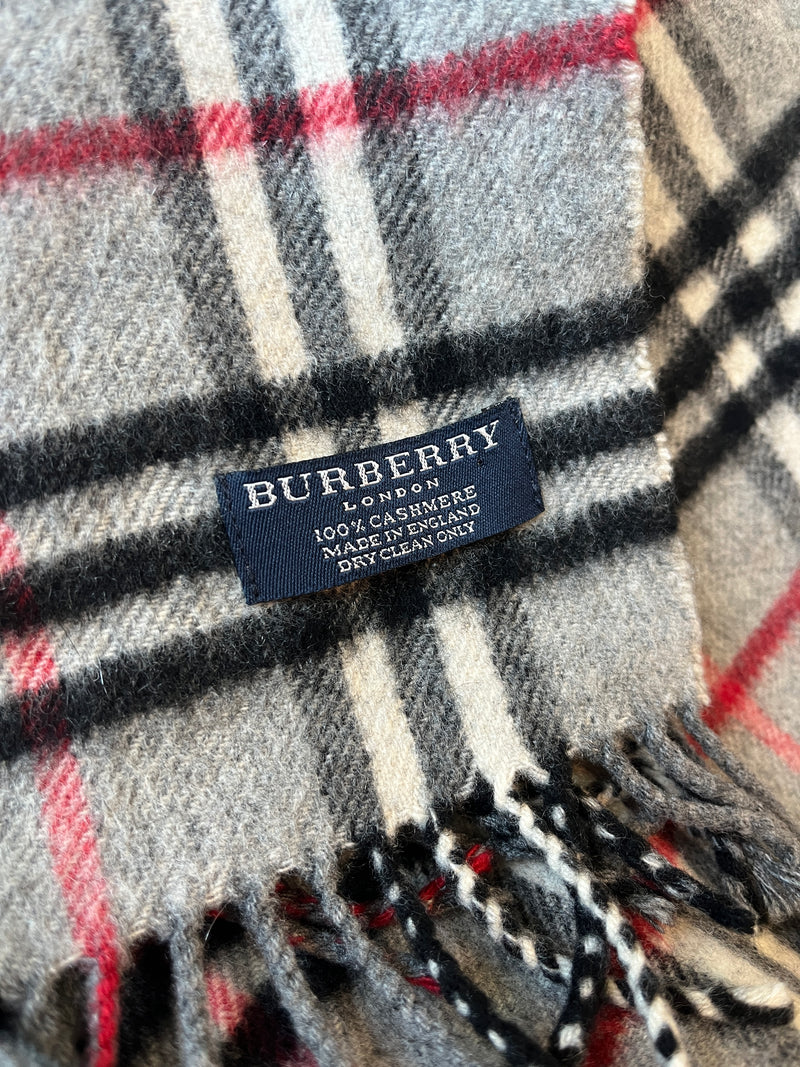 BURBERRY
LONDON
100% CASHMERE
MADE IN ENGLAND
DRY CLEAN ONLY